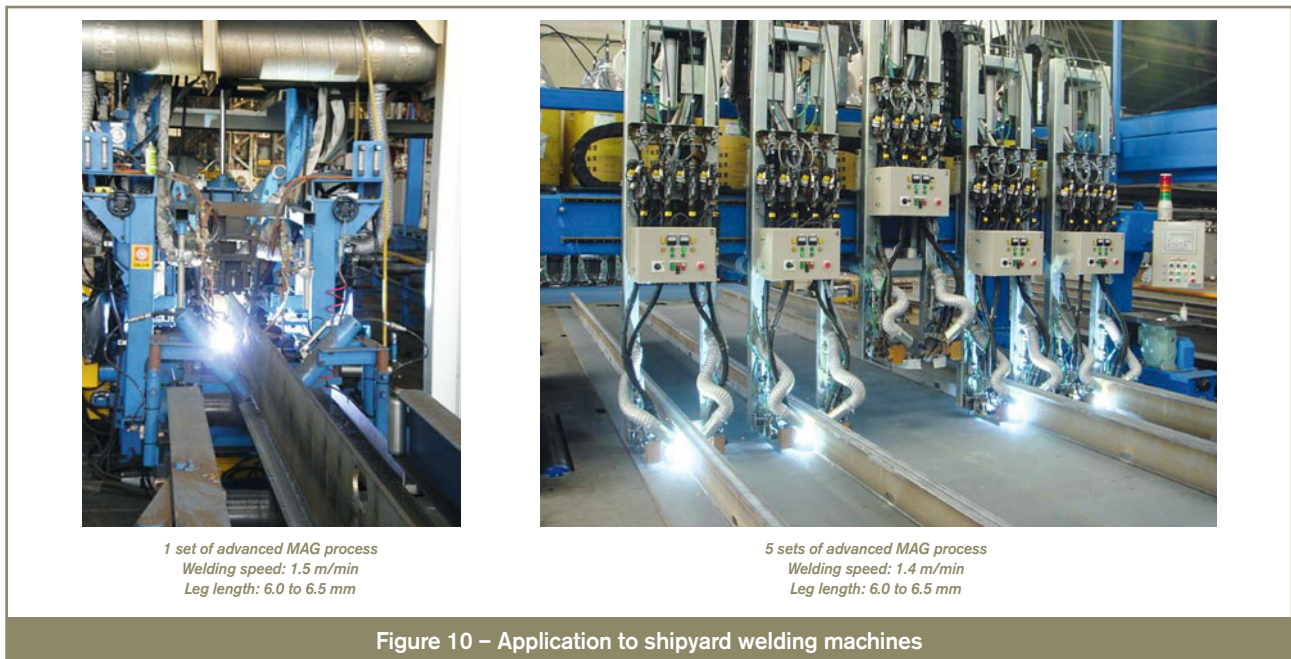 1 set of advanced MAG process
Welding speed: 1.5 m/min
Leg length: 6.0 to 6.5 mm
5 sets of advanced MAG process
Welding speed: 1.4 m/min
Leg length: 6.0 to 6.5 mm
Figure 10 – Application to shipyard welding machines